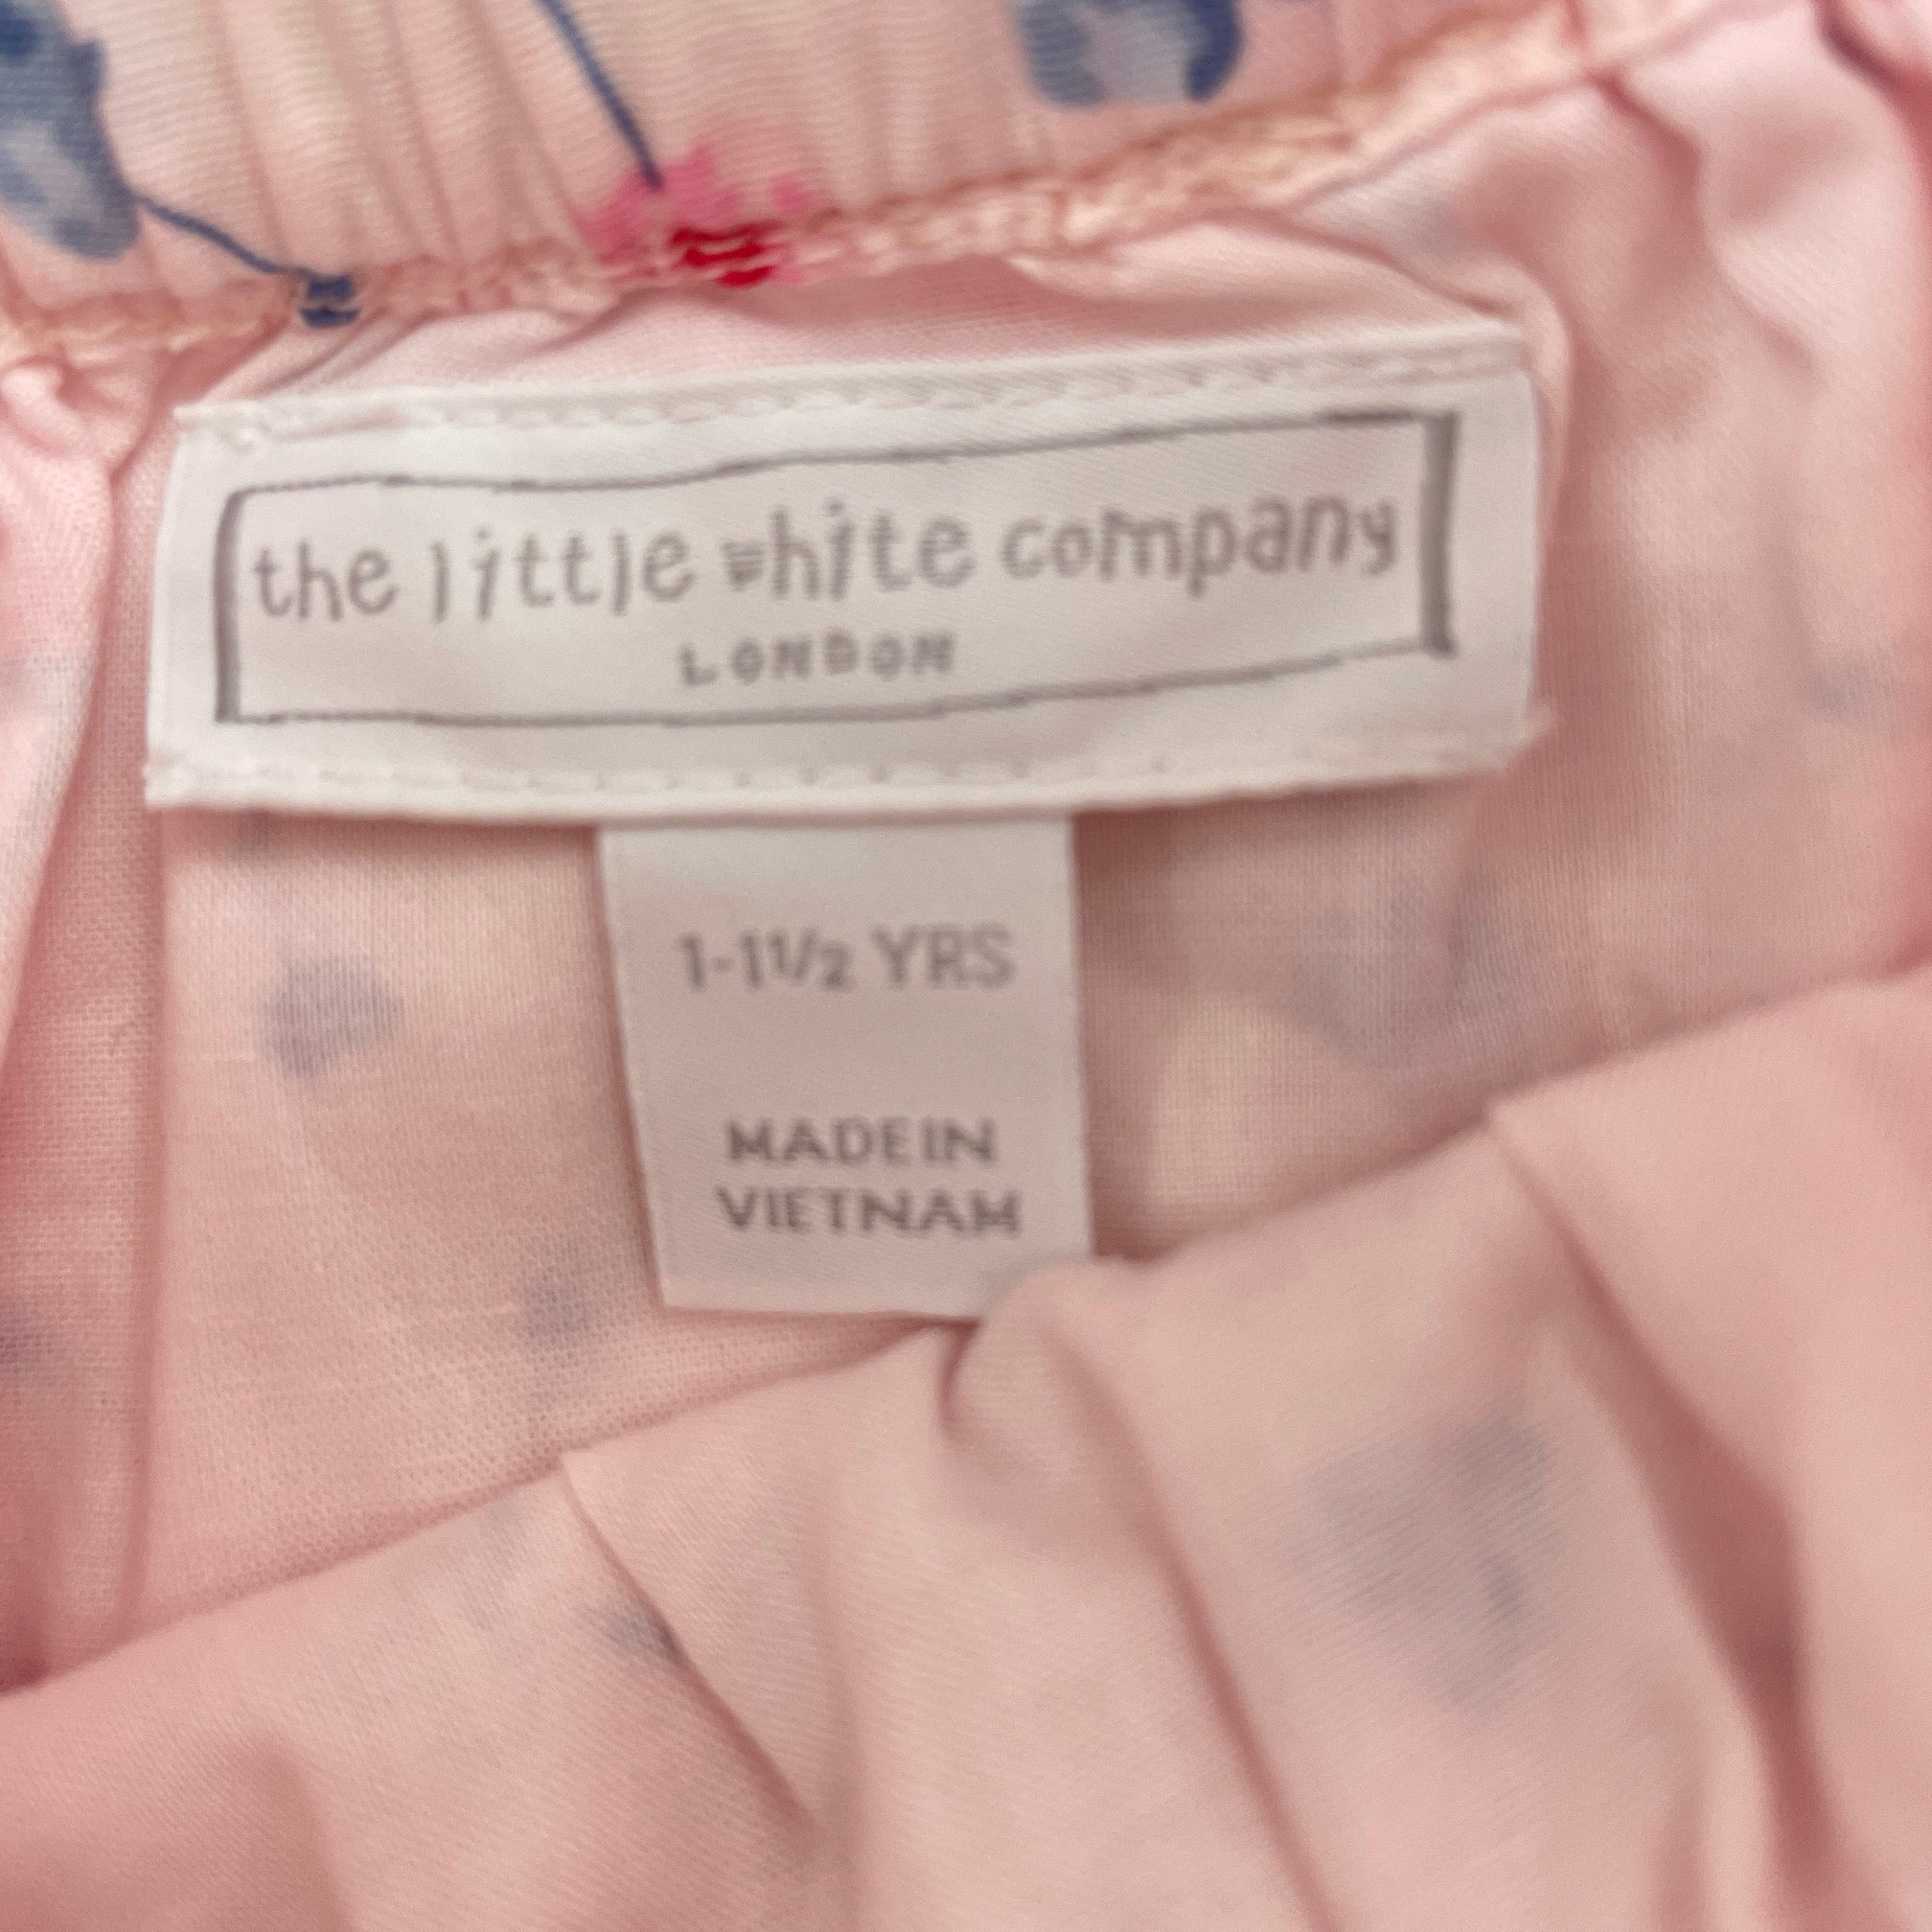 the little white company
LONDON
1-1½ YRS
MADE IN
VIETNAM